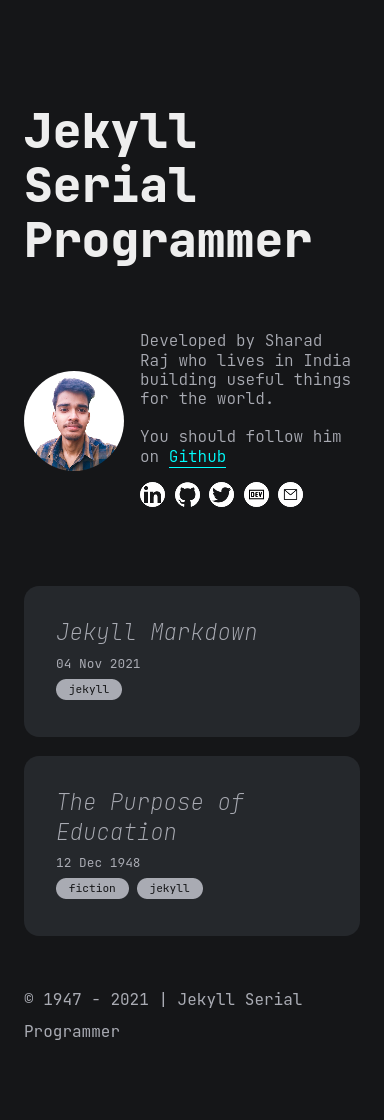 Jekyll
Serial
Programmer
Developed by Sharad
Raj who lives in India
building useful things
for the world.
You should follow him
on Github
in
DEV
Jekyll Markdown
04 Nov 2021
jekyll
The Purpose of
Education
12 Dec 1948
fiction jekyll
© 1947 - 2021 | Jekyll Serial
Programmer